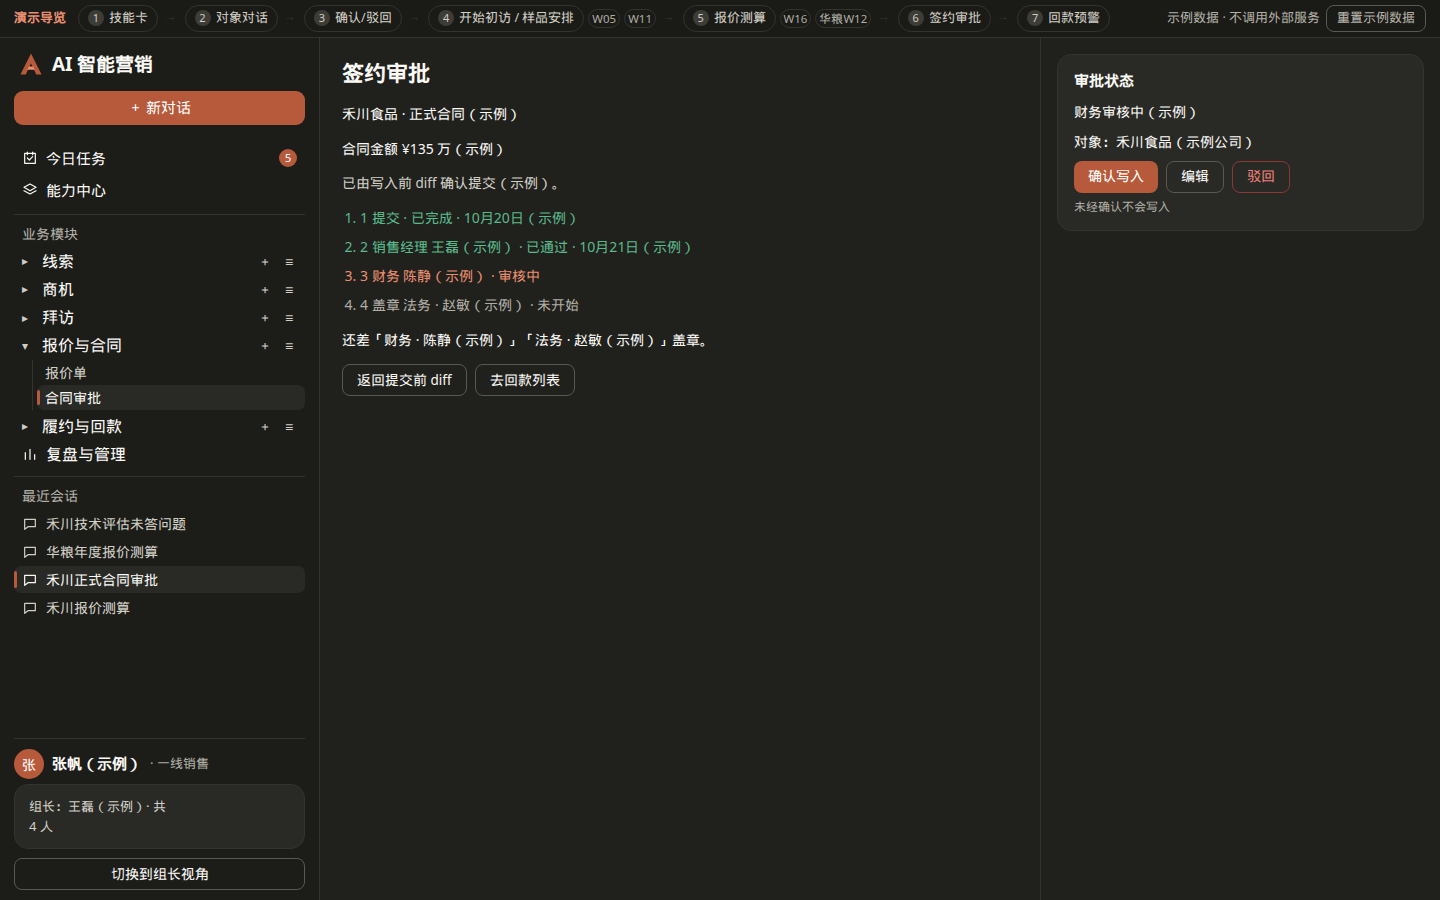 演示导览
1 技能卡
2 对象对话
3 确认/驳回
4 开始初访 / 样品安排
W05
W11
5 报价测算
W16
华粮W12
6 签约审批
7 回款预警
示例数据 · 不调用外部服务
重置示例数据
AI 智能营销
+ 新对话
今日任务 5
能力中心
业务模块
线索
商机
拜访
报价与合同
报价单
合同审批
履约与回款
复盘与管理
最近会话
禾川技术评估未答问题
华粮年度报价测算
禾川正式合同审批
禾川报价测算
张 张帆（示例） · 一线销售
组长：王磊（示例）· 共
4 人
切换到组长视角
签约审批
禾川食品 · 正式合同（示例）
合同金额 ¥135 万（示例）
已由写入前 diff 确认提交（示例）。
1. 1 提交 · 已完成 · 10月20日（示例）
2. 2 销售经理 王磊（示例） · 已通过 · 10月21日（示例）
3. 3 财务 陈静（示例） · 审核中
4. 4 盖章 法务 · 赵敏（示例） · 未开始
还差「财务 · 陈静（示例）」「法务 · 赵敏（示例）」盖章。
返回提交前 diff
去回款列表
审批状态
财务审核中（示例）
对象：禾川食品（示例公司）
确认写入
编辑
驳回
未经确认不会写入